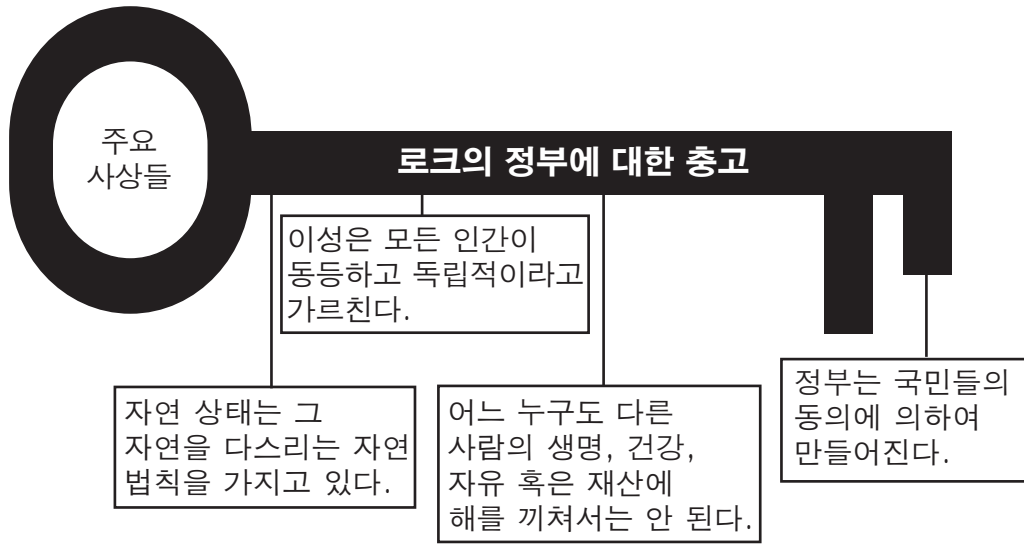 주요
사상들
로크의 정부에 대한 충고
이성은 모든 인간이
동등하고 독립적이라고
가르친다.
자연 상태는 그
자연을 다스리는 자연
법칙을 가지고 있다.
어느 누구도 다른
사람의 생명, 건강,
자유 혹은 재산에
해를 끼쳐서는 안 된다.
정부는 국민들의
동의에 의하여
만들어진다.